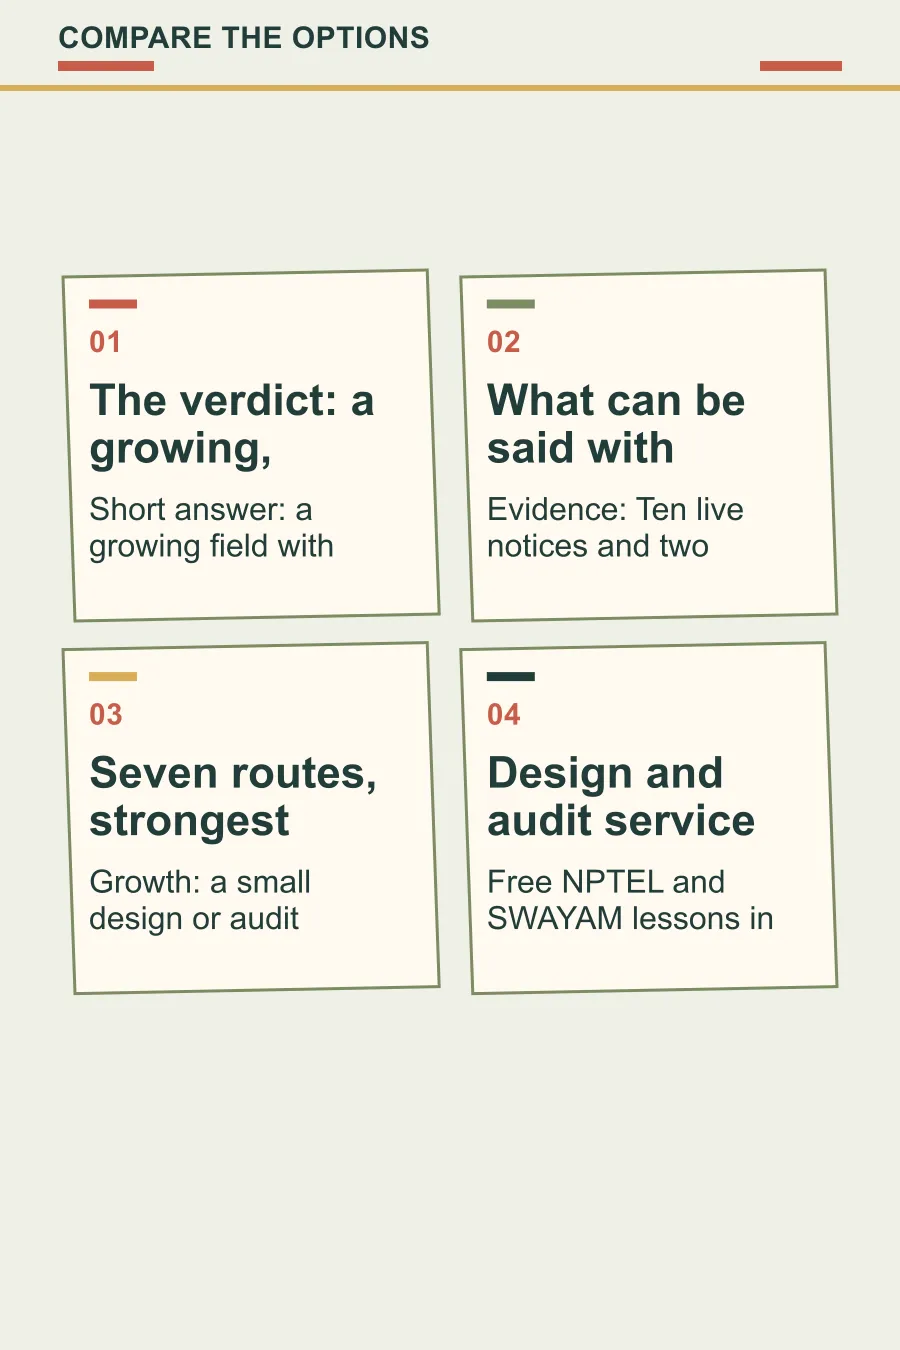 COMPARE THE OPTIONS
01
The verdict: a
growing,
Short answer: a
growing field with
02
What can be
said with
Evidence: Ten live
notices and two
03
Seven routes,
strongest
Growth: a small
design or audit
04
Design and
audit service
Free NPTEL and
SWAYAM lessons in